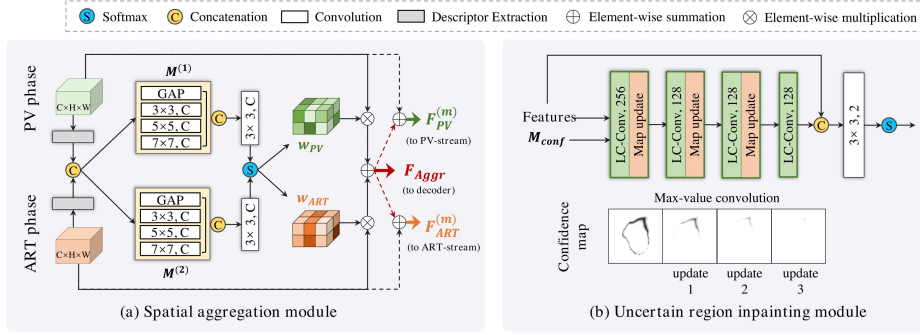 S Softmax C Concatenation Convolution Descriptor Extraction Element-wise summation Element-wise multiplication
PV phase
C×H×W
C
ART phase
C×H×W
M^(1)
GAP
3×3, C
5×5, C
7×7, C
C
3×3, C
S
GAP
3×3, C
5×5, C
7×7, C
M^(2)
C
3×3, C
w_PV
w_ART
F_PV^(m)
(to PV-stream)
F_Aggr
(to decoder)
F_ART^(m)
(to ART-stream)
(a) Spatial aggregation module
Features
M_conf
LC-Conv, 256
Map update
LC-Conv, 128
Map update
LC-Conv, 128
Map update
LC-Conv, 128
C
3×3, 2
S
Max-value convolution
Confidence
map
update
1
update
2
update
3
(b) Uncertain region inpainting module